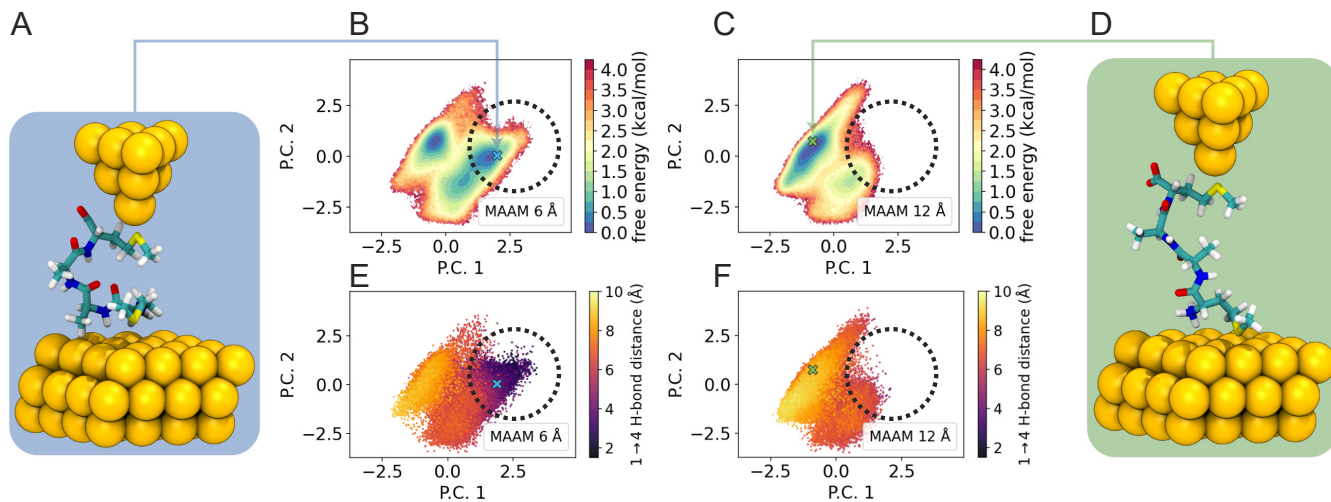 A
B
C
D
P.C. 2
2.5
0.0
−2.5
−2.5
0.0
2.5
P.C. 1
MAAM 6 Å
4.0
3.5
3.0
2.5
2.0
1.5
1.0
0.5
0.0
free energy (kcal/mol)
P.C. 2
2.5
0.0
−2.5
−2.5
0.0
2.5
P.C. 1
MAAM 12 Å
4.0
3.5
3.0
2.5
2.0
1.5
1.0
0.5
0.0
free energy (kcal/mol)
E
P.C. 2
2.5
0.0
−2.5
−2.5
0.0
2.5
P.C. 1
MAAM 6 Å
10
8
6
4
2
1→4 H-bond distance (Å)
F
P.C. 2
2.5
0.0
−2.5
−2.5
0.0
2.5
P.C. 1
MAAM 12 Å
10
8
6
4
2
1→4 H-bond distance (Å)